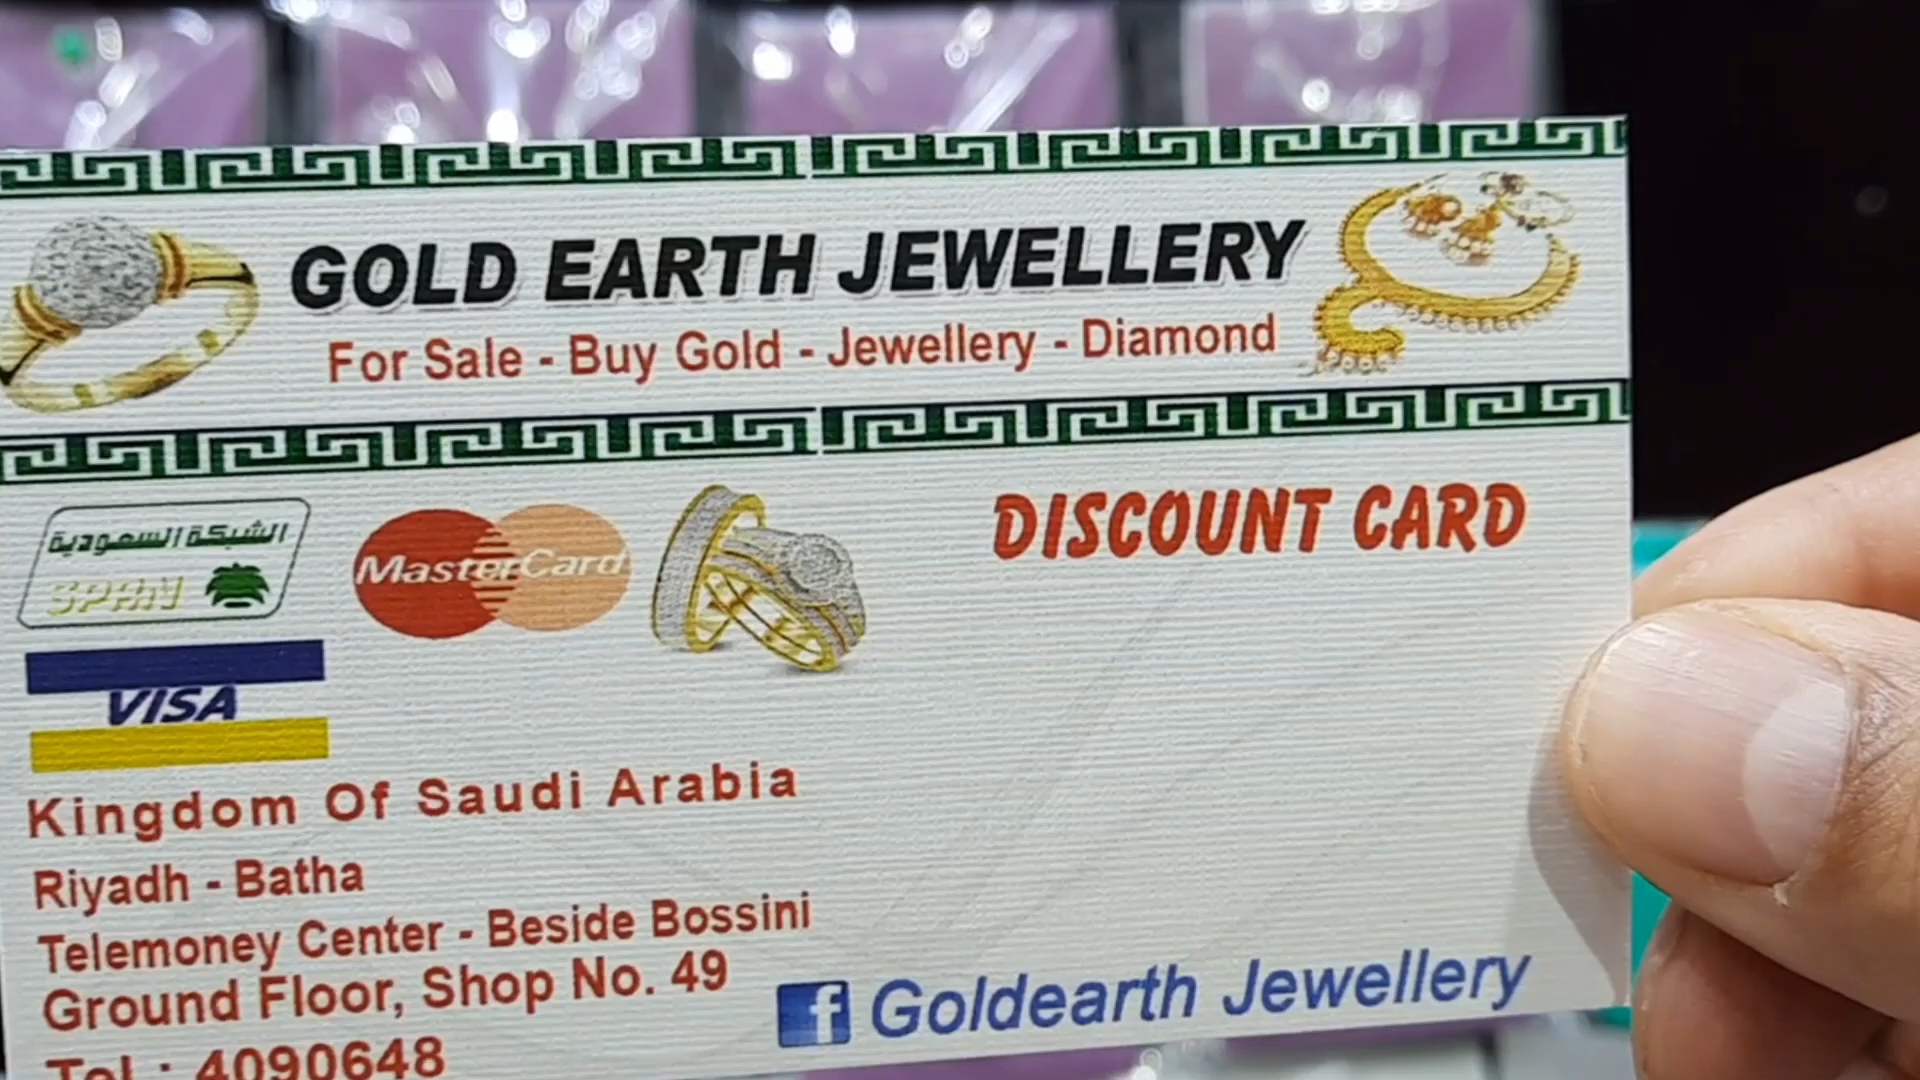 GOLD EARTH JEWELLERY
For Sale - Buy Gold - Jewellery - Diamond
الشبكة السعودية
SPAN
MasterCard
DISCOUNT CARD
VISA
Kingdom Of Saudi Arabia
Riyadh - Batha
Telemoney Center - Beside Bossini
Ground Floor, Shop No. 49
Tel : 4090648
f Goldearth Jewellery